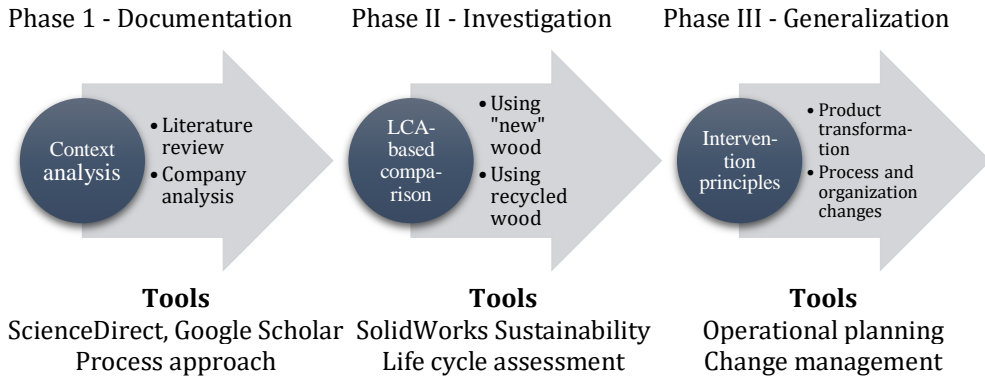 Phase 1 - Documentation
Context
analysis
• Literature
review
• Company
analysis
Tools
ScienceDirect, Google Scholar
Process approach
Phase II - Investigation
LCA-
based
compa-
rison
• Using
"new"
wood
• Using
recycled
wood
Tools
SolidWorks Sustainability
Life cycle assessment
Phase III - Generalization
Interven-
tion
principles
• Product
transforma-
tion
• Process and
organization
changes
Tools
Operational planning
Change management